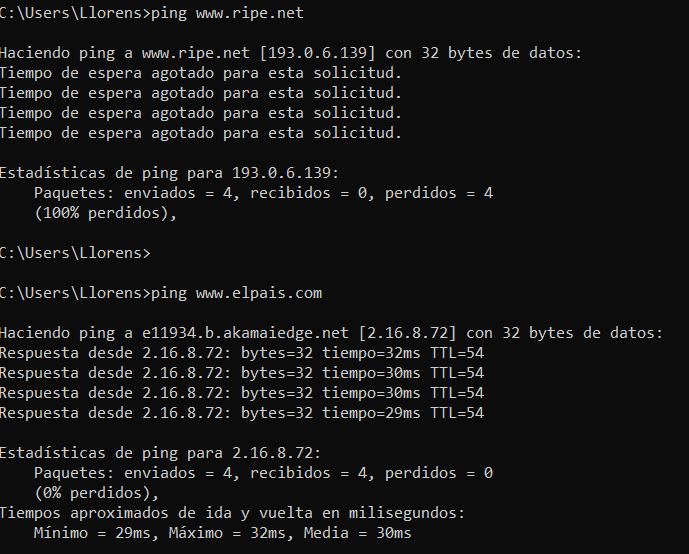 C:\Users\Llorens>ping www.ripe.net
Haciendo ping a www.ripe.net [193.0.6.139] con 32 bytes de datos:
Tiempo de espera agotado para esta solicitud.
Tiempo de espera agotado para esta solicitud.
Tiempo de espera agotado para esta solicitud.
Tiempo de espera agotado para esta solicitud.
Estadísticas de ping para 193.0.6.139:
    Paquetes: enviados = 4, recibidos = 0, perdidos = 4
    (100% perdidos),
C:\Users\Llorens>
C:\Users\Llorens>ping www.elpais.com
Haciendo ping a e11934.b.akamaiedge.net [2.16.8.72] con 32 bytes de datos:
Respuesta desde 2.16.8.72: bytes=32 tiempo=32ms TTL=54
Respuesta desde 2.16.8.72: bytes=32 tiempo=30ms TTL=54
Respuesta desde 2.16.8.72: bytes=32 tiempo=30ms TTL=54
Respuesta desde 2.16.8.72: bytes=32 tiempo=29ms TTL=54
Estadísticas de ping para 2.16.8.72:
    Paquetes: enviados = 4, recibidos = 4, perdidos = 0
    (0% perdidos),
Tiempos aproximados de ida y vuelta en milisegundos:
    Mínimo = 29ms, Máximo = 32ms, Media = 30ms